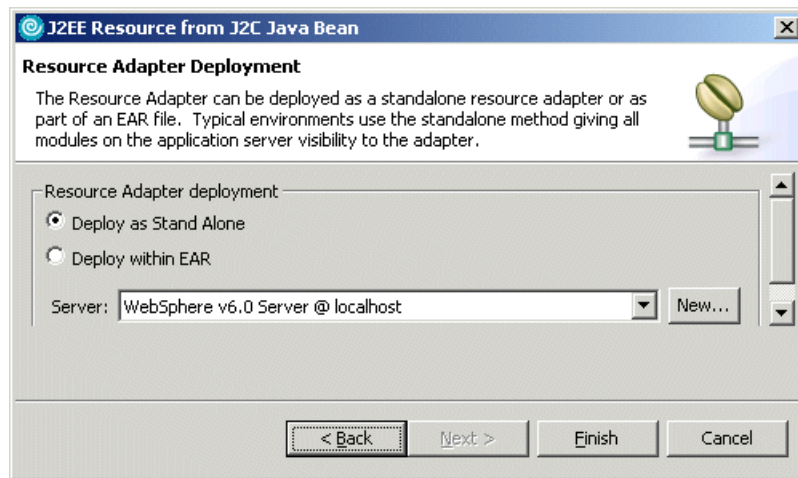 J2EE Resource from J2C Java Bean
Resource Adapter Deployment
The Resource Adapter can be deployed as a standalone resource adapter or as
part of an EAR file. Typical environments use the standalone method giving all
modules on the application server visibility to the adapter.
Resource Adapter deployment
Deploy as Stand Alone
Deploy within EAR
Server: WebSphere v6.0 Server @ localhost New...
< Back Next > Finish Cancel